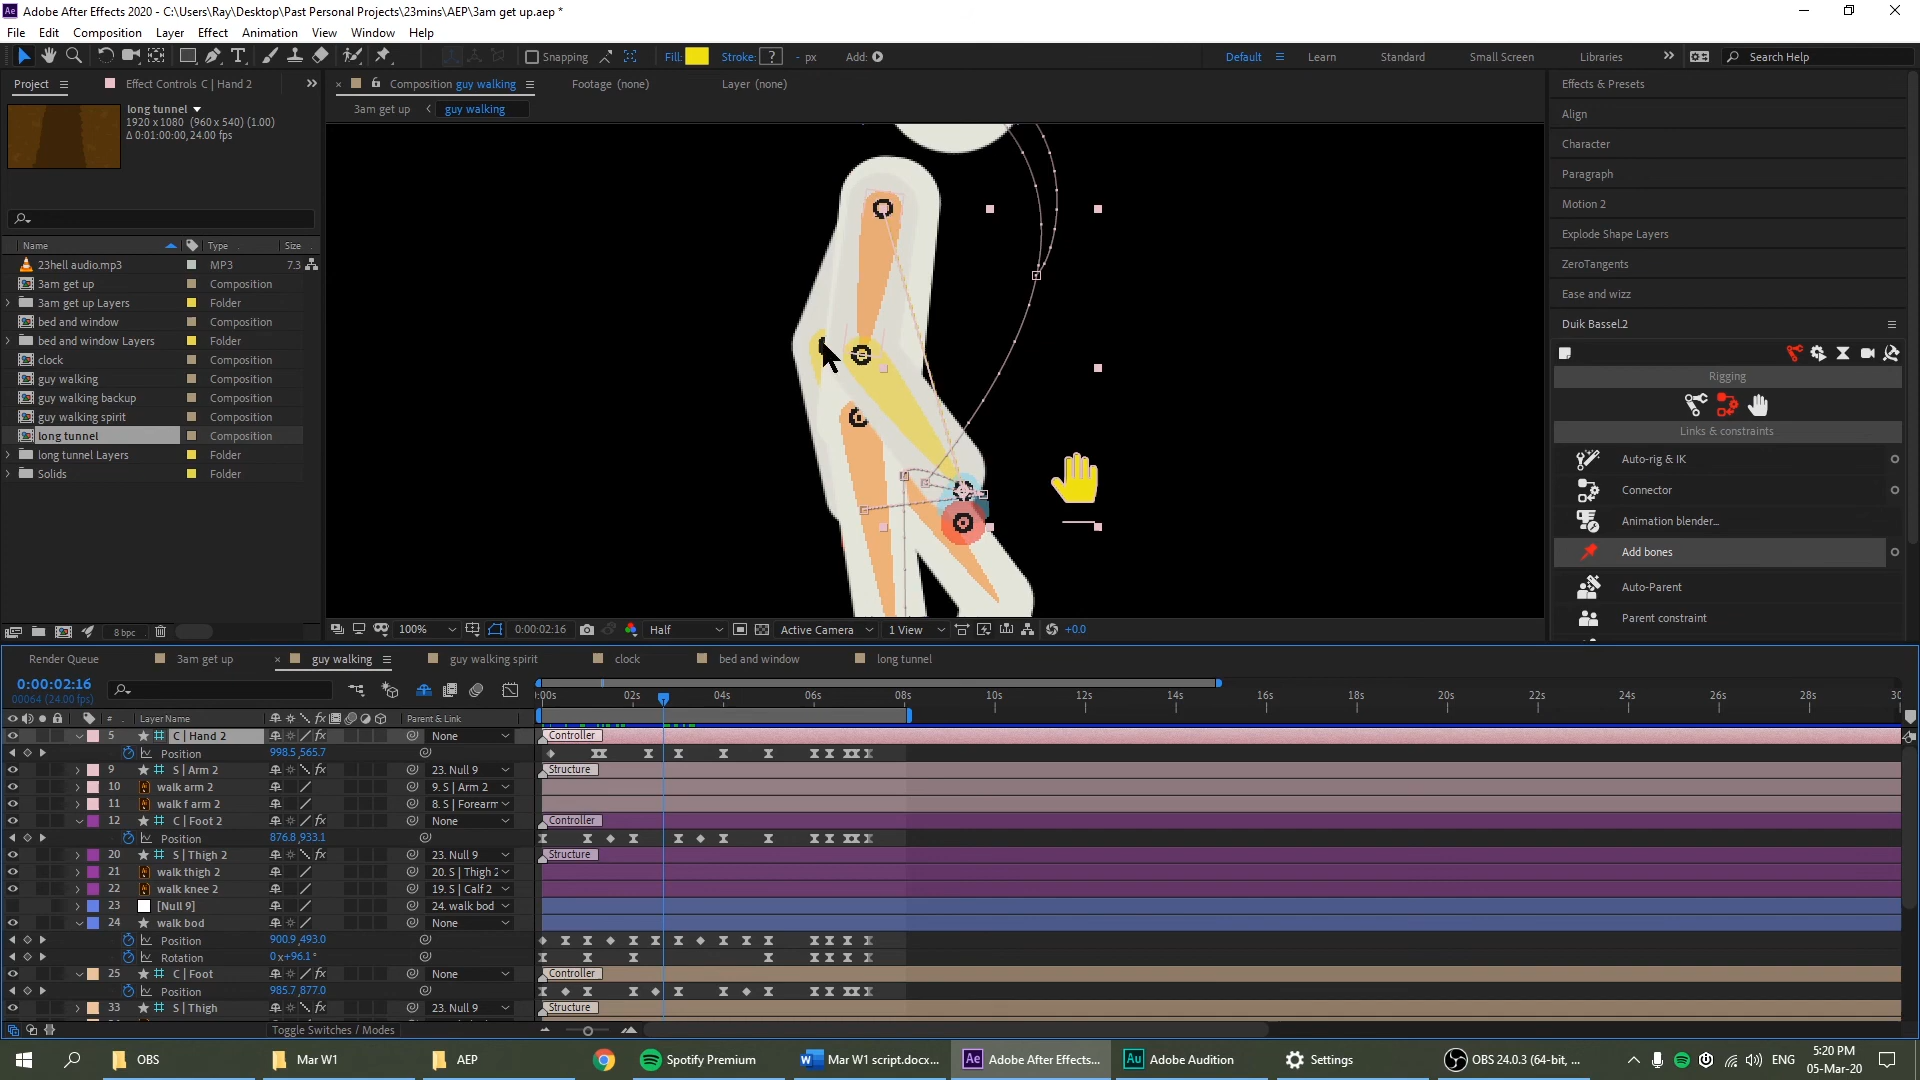 Adobe After Effects 2020 - C:\Users\Ray\Desktop\Past Personal Projects\23mins\AEP\3am get up.aep *
File Edit Composition Layer Effect Animation View Window Help
Snapping Fill: Stroke: ? - px Add: Default Learn Standard Small Screen Libraries Search Help
Project Effect Controls C | Hand 2 Composition guy walking Footage (none) Layer (none) Effects & Presets
long tunnel
1920 x 1080 (960 x 540) (1.00)
Δ 0:01:00:00, 24.00 fps
3am get up guy walking
Align
Character
Paragraph
Motion 2
Explode Shape Layers
ZeroTangents
Ease and wizz
Duik Bassel.2
Rigging
Links & constraints
Auto-rig & IK
Connector
Animation blender...
Add bones
Auto-Parent
Parent constraint
Name Type Size
23hell audio.mp3 MP3 7.3
3am get up Composition
3am get up Layers Folder
bed and window Composition
bed and window Layers Folder
clock Composition
guy walking Composition
guy walking backup Composition
guy walking spirit Composition
long tunnel Composition
long tunnel Layers Folder
Solids Folder
8 bpc
100% 0:00:02:16 Half Active Camera 1 View +0.0
Render Queue 3am get up guy walking guy walking spirit clock bed and window long tunnel
0:00:02:16
00064 (24.00 fps)
:00s 02s 04s 06s 08s 10s 12s 14s 16s 18s 20s 22s 24s 26s 28s 30
# Layer Name Parent & Link
5 C | Hand 2 None Controller
Position 998.5,565.7
9 S | Arm 2 23. Null 9 Structure
10 walk arm 2 9. S | Arm 2
11 walk f arm 2 8. S | Forearm
12 C | Foot 2 None Controller
Position 876.8,933.1
20 S | Thigh 2 23. Null 9 Structure
21 walk thigh 2 20. S | Thigh 2
22 walk knee 2 19. S | Calf 2
23 [Null 9] 24. walk bod
24 walk bod None
Position 900.9,493.0
Rotation 0x+96.1°
25 C | Foot None Controller
Position 985.7,877.0
33 S | Thigh 23. Null 9 Structure
Toggle Switches / Modes
OBS Mar W1 AEP Spotify Premium Mar W1 script.docx... Adobe After Effects... Adobe Audition Settings OBS 24.0.3 (64-bit, ... ENG 5:20 PM
05-Mar-20